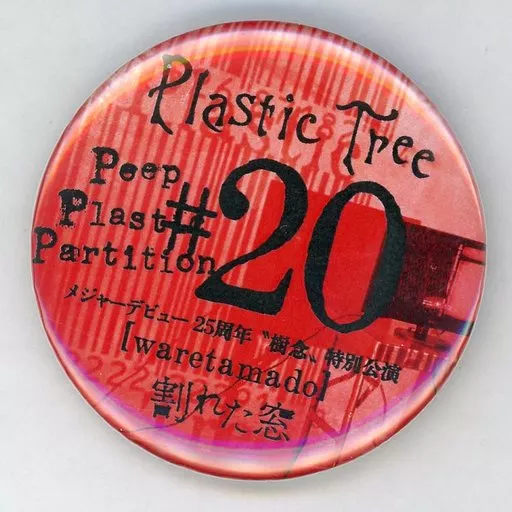 Plastic Tree
Peep
Plastic
Partition
#20
メジャーデビュー25周年〝樹念〟特別公演
[waretamado]
割れた窓